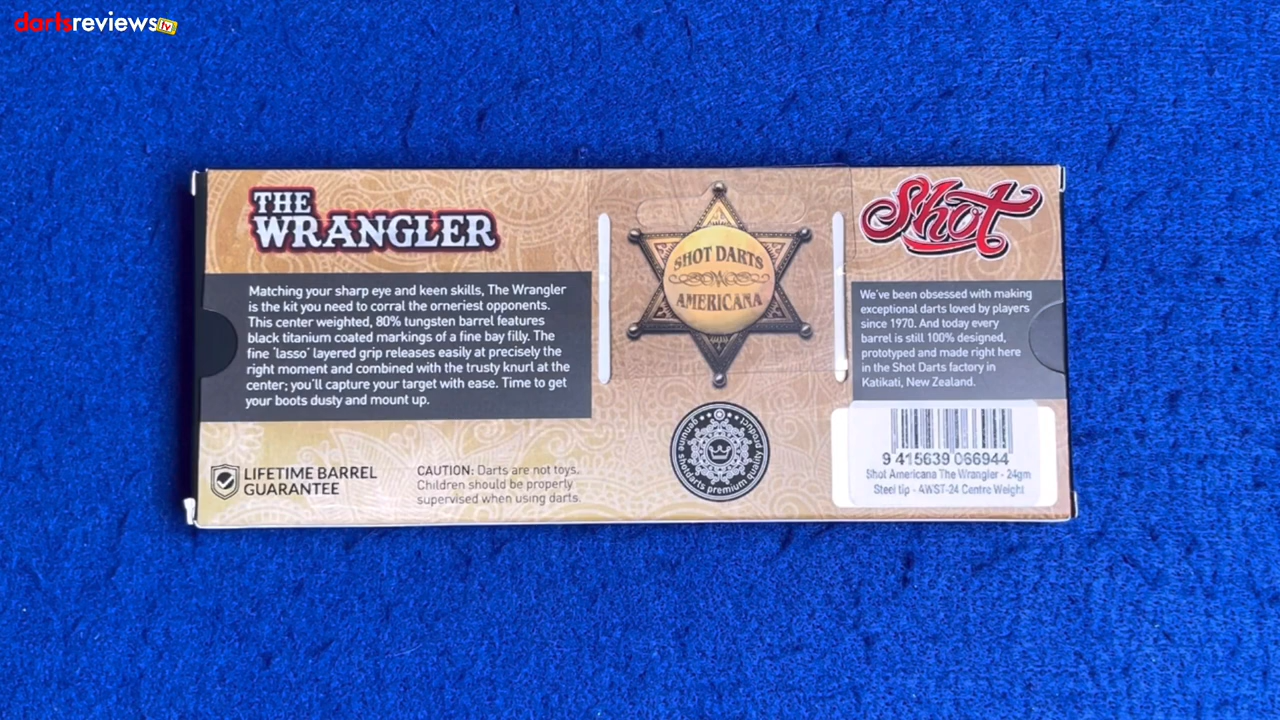 dartsreviews tv
THE
WRANGLER
Matching your sharp eye and keen skills, The Wrangler
is the kit you need to corral the orneriest opponents.
This center weighted, 80% tungsten barrel features
black titanium coated markings of a fine bay filly. The
fine 'lasso' layered grip releases easily at precisely the
right moment and combined with the trusty knurl at the
center; you'll capture your target with ease. Time to get
your boots dusty and mount up.
LIFETIME BARREL
GUARANTEE
CAUTION: Darts are not toys.
Children should be properly
supervised when using darts.
SHOT DARTS
AMERICANA
genuine shotdarts premium quality product
Shot
We've been obsessed with making
exceptional darts loved by players
since 1970. And today every
barrel is still 100% designed,
prototyped and made right here
in the Shot Darts factory in
Katikati, New Zealand.
9 415639 066944
Shot Americana The Wrangler - 24gm
Steel tip - AWST-24 Centre Weight